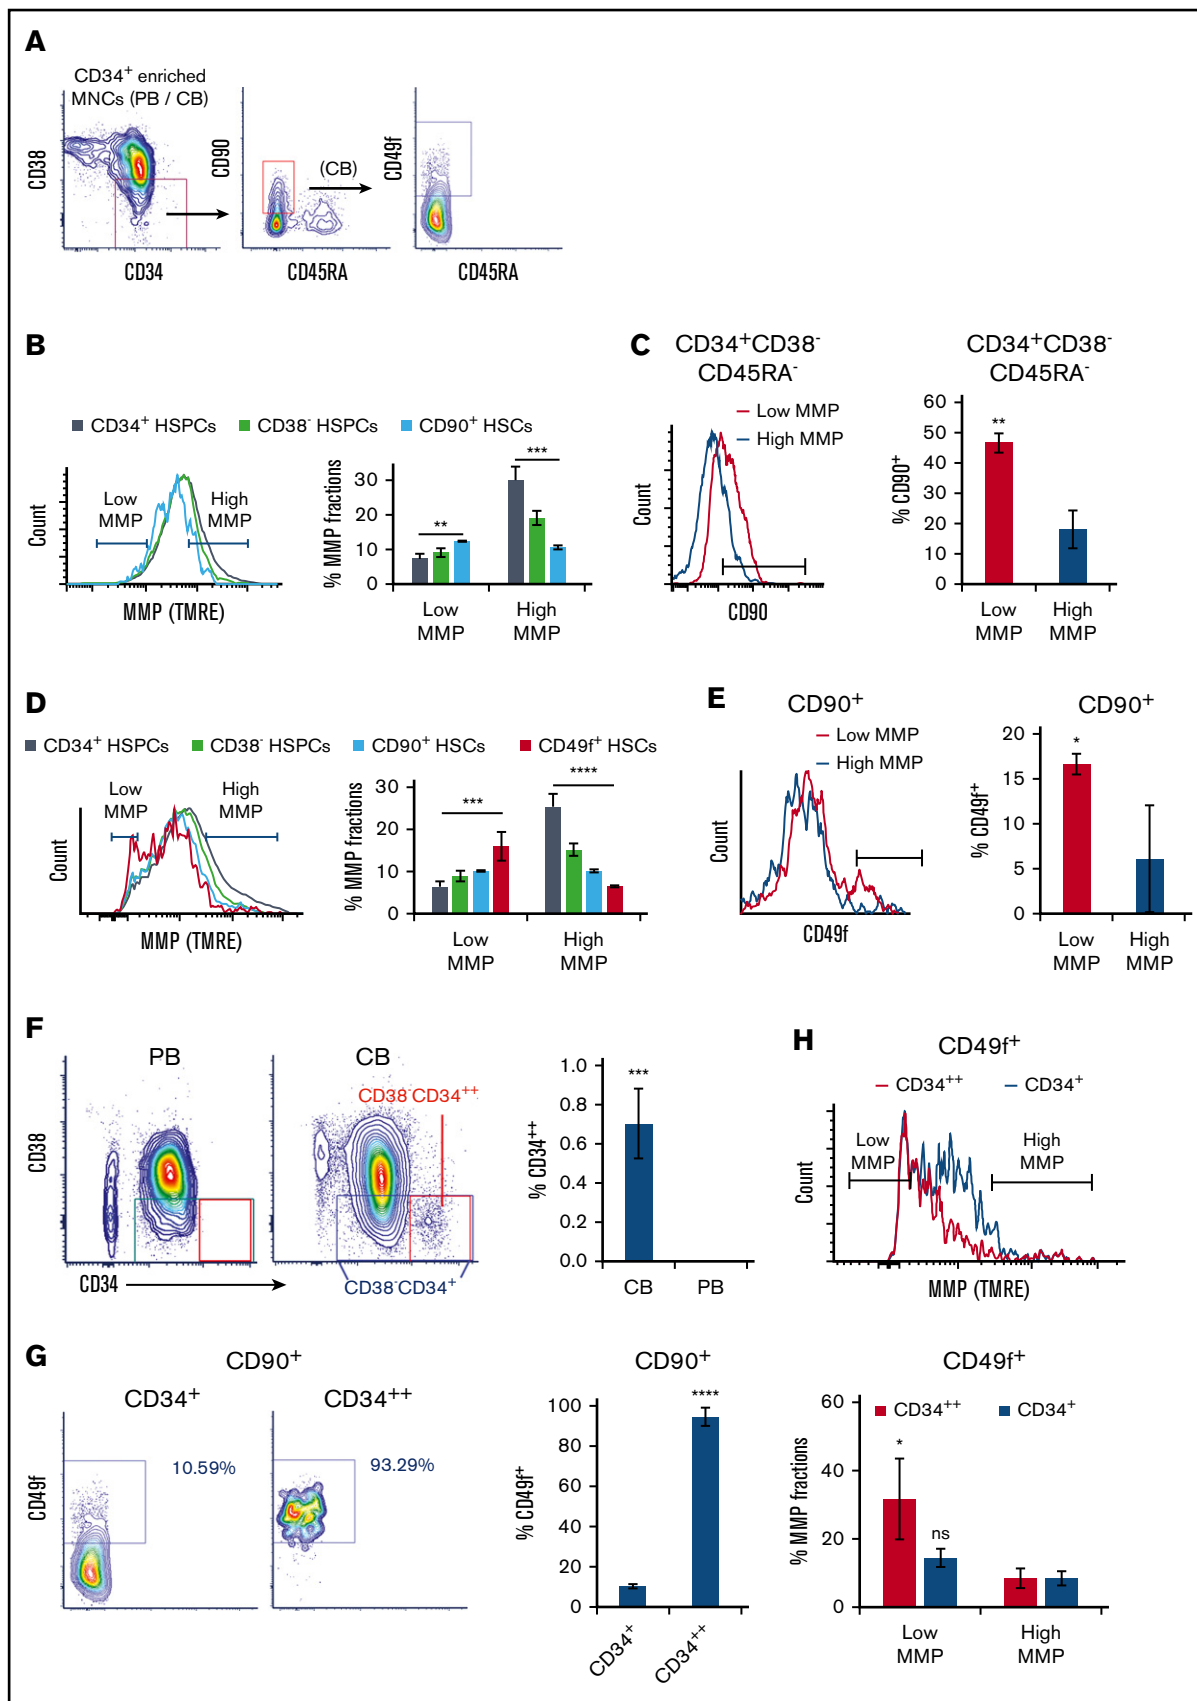 A
CD34+ enriched
MNCs (PB / CB)
CD38
CD34
CD90
(CB)
CD45RA
CD49f
CD45RA
B
CD34+ HSPCs
CD38- HSPCs
CD90+ HSCs
Low
MMP
High
MMP
Count
MMP (TMRE)
% MMP fractions
30
20
10
0
**
***
Low
MMP
High
MMP
C
CD34+CD38-
CD45RA-
Low MMP
High MMP
Count
CD90
CD34+CD38-
CD45RA-
% CD90+
60
50
40
30
20
10
0
**
Low
MMP
High
MMP
D
CD34+ HSPCs
CD38- HSPCs
CD90+ HSCs
CD49f+ HSCs
Low
MMP
High
MMP
Count
MMP (TMRE)
% MMP fractions
30
20
10
0
***
****
Low
MMP
High
MMP
E
CD90+
Low MMP
High MMP
Count
CD49f
CD90+
% CD49f+
20
15
10
5
0
*
Low
MMP
High
MMP
F
PB
CB
CD38-CD34++
CD38
CD34
CD38-CD34+
% CD34++
1.0
0.8
0.6
0.4
0.2
0.0
***
CB
PB
H
CD49f+
CD34++
CD34+
Low
MMP
High
MMP
Count
MMP (TMRE)
G
CD90+
CD34+
CD34++
10.59%
93.29%
CD49f
CD90+
% CD49f+
100
80
60
40
20
0
****
CD34+
CD34++
CD49f+
CD34++
CD34+
% MMP fractions
60
40
20
0
*
ns
Low
MMP
High
MMP